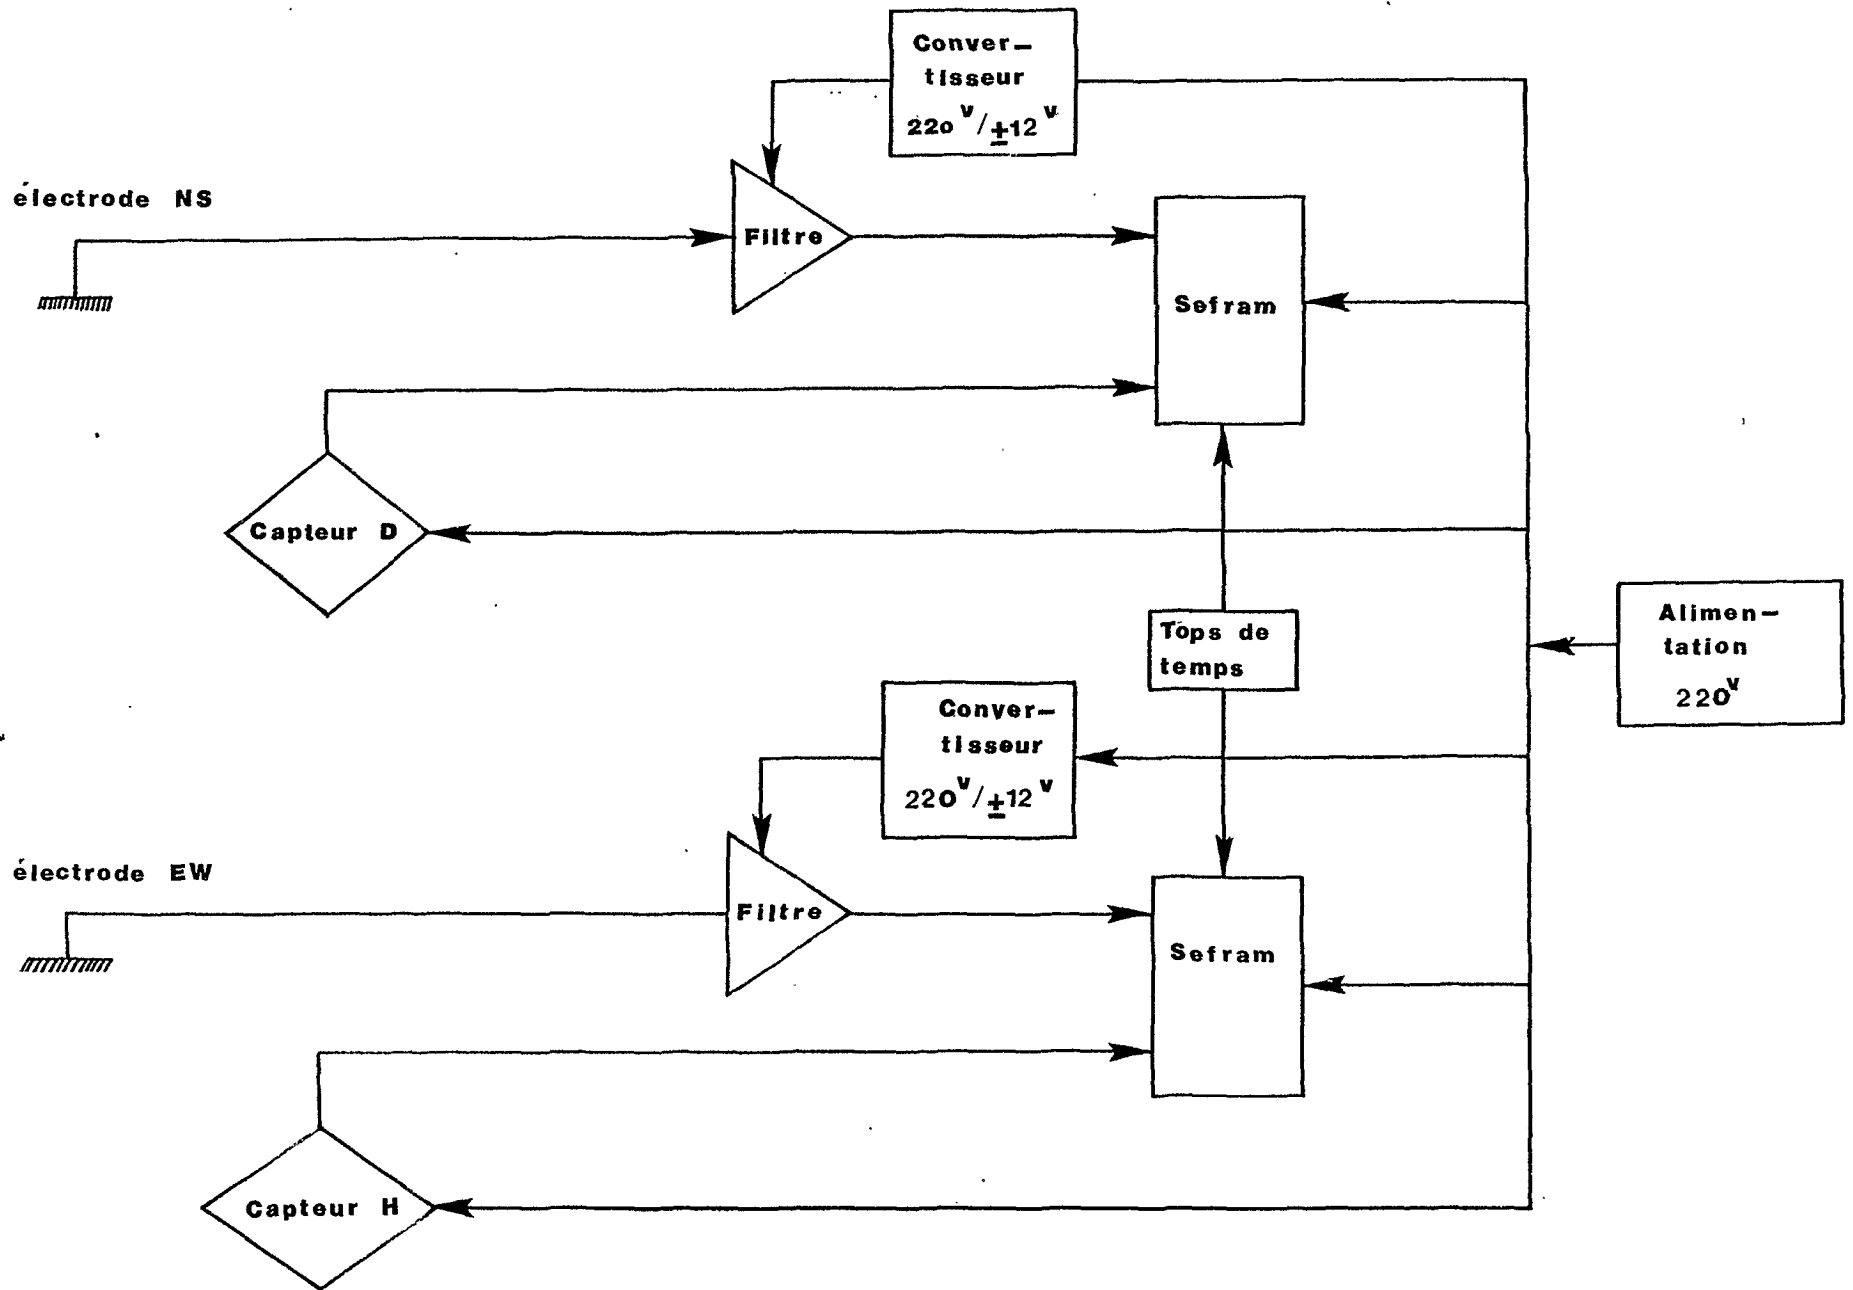 Conver-
tisseur
220 V/±12 V
électrode NS
Filtre
Sefram
Capteur D
Tops de
temps
Alimen-
tation
220 V
Conver-
tisseur
220 V/±12 V
électrode EW
Filtre
Sefram
Capteur H